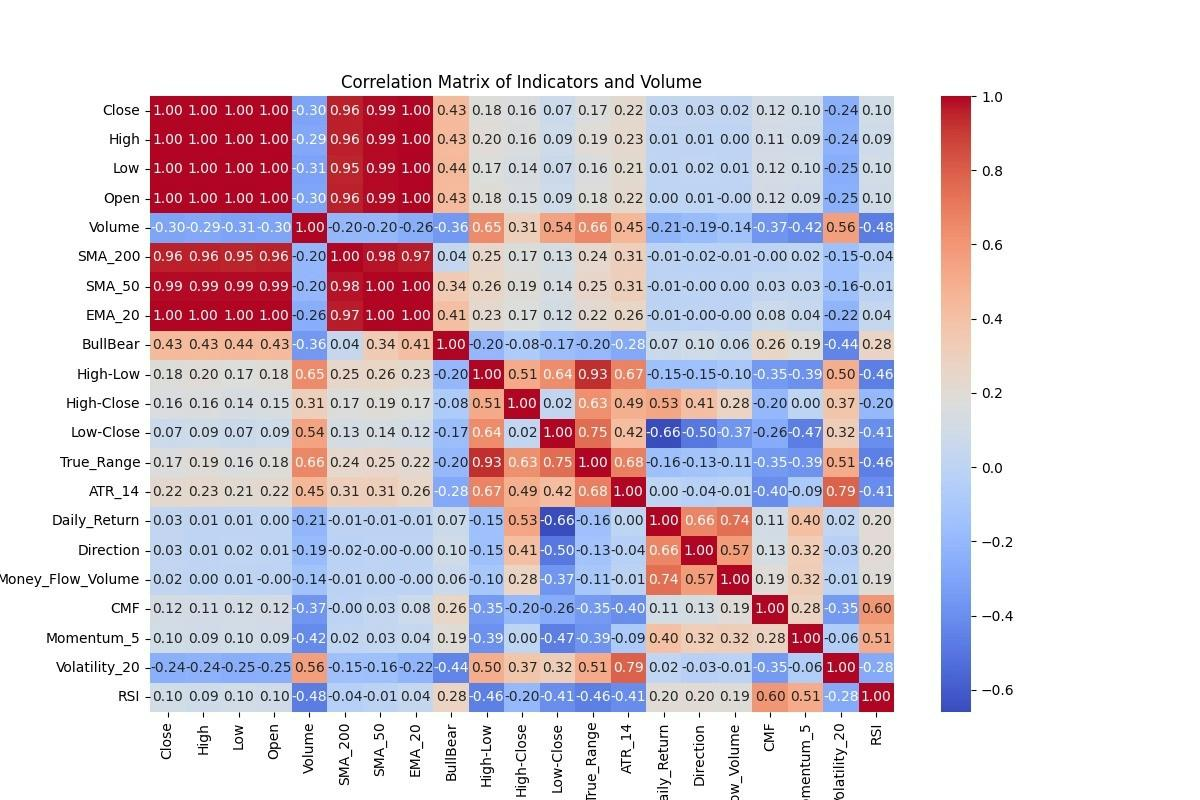 Correlation Matrix of Indicators and Volume
Close 1.00 1.00 1.00 1.00 -0.30 0.96 0.99 1.00 0.43 0.18 0.16 0.07 0.17 0.22 0.03 0.03 0.02 0.12 0.10 -0.24 0.10
High 1.00 1.00 1.00 1.00 -0.29 0.96 0.99 1.00 0.43 0.20 0.16 0.09 0.19 0.23 0.01 0.01 0.00 0.11 0.09 -0.24 0.09
Low 1.00 1.00 1.00 1.00 -0.31 0.95 0.99 1.00 0.44 0.17 0.14 0.07 0.16 0.21 0.01 0.02 0.01 0.12 0.10 -0.25 0.10
Open 1.00 1.00 1.00 1.00 -0.30 0.96 0.99 1.00 0.43 0.18 0.15 0.09 0.18 0.22 0.00 0.01 -0.00 0.12 0.09 -0.25 0.10
Volume -0.30 -0.29 -0.31 -0.30 1.00 -0.20 -0.20 -0.26 -0.36 0.65 0.31 0.54 0.66 0.45 -0.21 -0.19 -0.14 -0.37 -0.42 0.56 -0.48
SMA_200 0.96 0.96 0.95 0.96 -0.20 1.00 0.98 0.97 0.04 0.25 0.17 0.13 0.24 0.31 -0.01 -0.02 -0.01 -0.00 0.02 -0.15 -0.04
SMA_50 0.99 0.99 0.99 0.99 -0.20 0.98 1.00 1.00 0.34 0.26 0.19 0.14 0.25 0.31 -0.01 -0.00 0.00 0.03 0.03 -0.16 -0.01
EMA_20 1.00 1.00 1.00 1.00 -0.26 0.97 1.00 1.00 0.41 0.23 0.17 0.12 0.22 0.26 -0.01 -0.00 -0.00 0.08 0.04 -0.22 0.04
BullBear 0.43 0.43 0.44 0.43 -0.36 0.04 0.34 0.41 1.00 -0.20 -0.08 -0.17 -0.20 -0.28 0.07 0.10 0.06 0.26 0.19 -0.44 0.28
High-Low 0.18 0.20 0.17 0.18 0.65 0.25 0.26 0.23 -0.20 1.00 0.51 0.64 0.93 0.67 -0.15 -0.15 -0.10 -0.35 -0.39 0.50 -0.46
High-Close 0.16 0.16 0.14 0.15 0.31 0.17 0.19 0.17 -0.08 0.51 1.00 0.02 0.63 0.49 0.53 0.41 0.28 -0.20 0.00 0.37 -0.20
Low-Close 0.07 0.09 0.07 0.09 0.54 0.13 0.14 0.12 -0.17 0.64 0.02 1.00 0.75 0.42 -0.66 -0.50 -0.37 -0.26 -0.47 0.32 -0.41
True_Range 0.17 0.19 0.16 0.18 0.66 0.24 0.25 0.22 -0.20 0.93 0.63 0.75 1.00 0.68 -0.16 -0.13 -0.11 -0.35 -0.39 0.51 -0.46
ATR_14 0.22 0.23 0.21 0.22 0.45 0.31 0.31 0.26 -0.28 0.67 0.49 0.42 0.68 1.00 0.00 -0.04 -0.01 -0.40 -0.09 0.79 -0.41
Daily_Return 0.03 0.01 0.01 0.00 -0.21 -0.01 -0.01 -0.01 0.07 -0.15 0.53 -0.66 -0.16 0.00 1.00 0.66 0.74 0.11 0.40 0.02 0.20
Direction 0.03 0.01 0.02 0.01 -0.19 -0.02 -0.00 -0.00 0.10 -0.15 0.41 -0.50 -0.13 -0.04 0.66 1.00 0.57 0.13 0.32 -0.03 0.20
Money_Flow_Volume 0.02 0.00 0.01 -0.00 -0.14 -0.01 0.00 -0.00 0.06 -0.10 0.28 -0.37 -0.11 -0.01 0.74 0.57 1.00 0.19 0.32 -0.01 0.19
CMF 0.12 0.11 0.12 0.12 -0.37 -0.00 0.03 0.08 0.26 -0.35 -0.20 -0.26 -0.35 -0.40 0.11 0.13 0.19 1.00 0.28 -0.35 0.60
Momentum_5 0.10 0.09 0.10 0.09 -0.42 0.02 0.03 0.04 0.19 -0.39 0.00 -0.47 -0.39 -0.09 0.40 0.32 0.32 0.28 1.00 -0.06 0.51
Volatility_20 -0.24 -0.24 -0.25 -0.25 0.56 -0.15 -0.16 -0.22 -0.44 0.50 0.37 0.32 0.51 0.79 0.02 -0.03 -0.01 -0.35 -0.06 1.00 -0.28
RSI 0.10 0.09 0.10 0.10 -0.48 -0.04 -0.01 0.04 0.28 -0.46 -0.20 -0.41 -0.46 -0.41 0.20 0.20 0.19 0.60 0.51 -0.28 1.00
Close High Low Open Volume SMA_200 SMA_50 EMA_20 BullBear High-Low High-Close Low-Close True_Range ATR_14 aily_Return Direction ow_Volume CMF omentum_5 olatility_20 RSI
1.0
0.8
0.6
0.4
0.2
0.0
−0.2
−0.4
−0.6